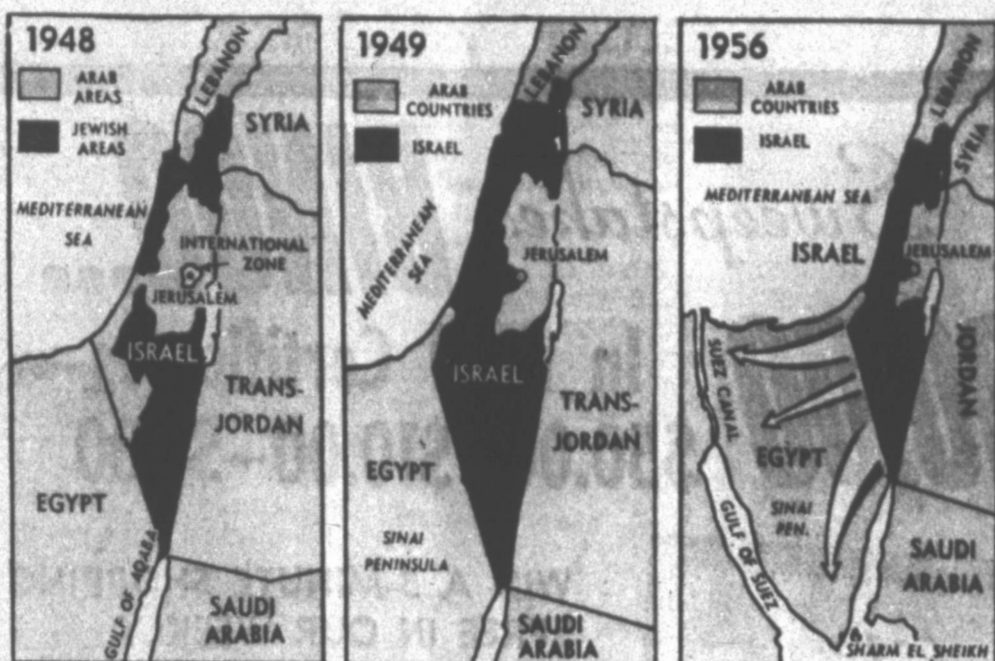 1948
ARAB
AREAS
JEWISH
AREAS
LEBANON
SYRIA
MEDITERRANEAN
SEA
INTERNATIONAL
ZONE
JERUSALEM
ISRAEL
TRANS-
JORDAN
EGYPT
GULF OF AQABA
SAUDI
ARABIA
1949
ARAB
COUNTRIES
ISRAEL
LEBANON
SYRIA
MEDITERRANEAN
SEA
JERUSALEM
ISRAEL
TRANS-
JORDAN
EGYPT
SINAI
PENINSULA
SAUDI
ARABIA
1956
ARAB
COUNTRIES
ISRAEL
LEBANON
SYRIA
MEDITERRANEAN SEA
ISRAEL
JERUSALEM
SUEZ CANAL
JORDAN
EGYPT
SINAI
PEN.
GULF OF SUEZ
SAUDI
ARABIA
SHARM EL SHEIKH